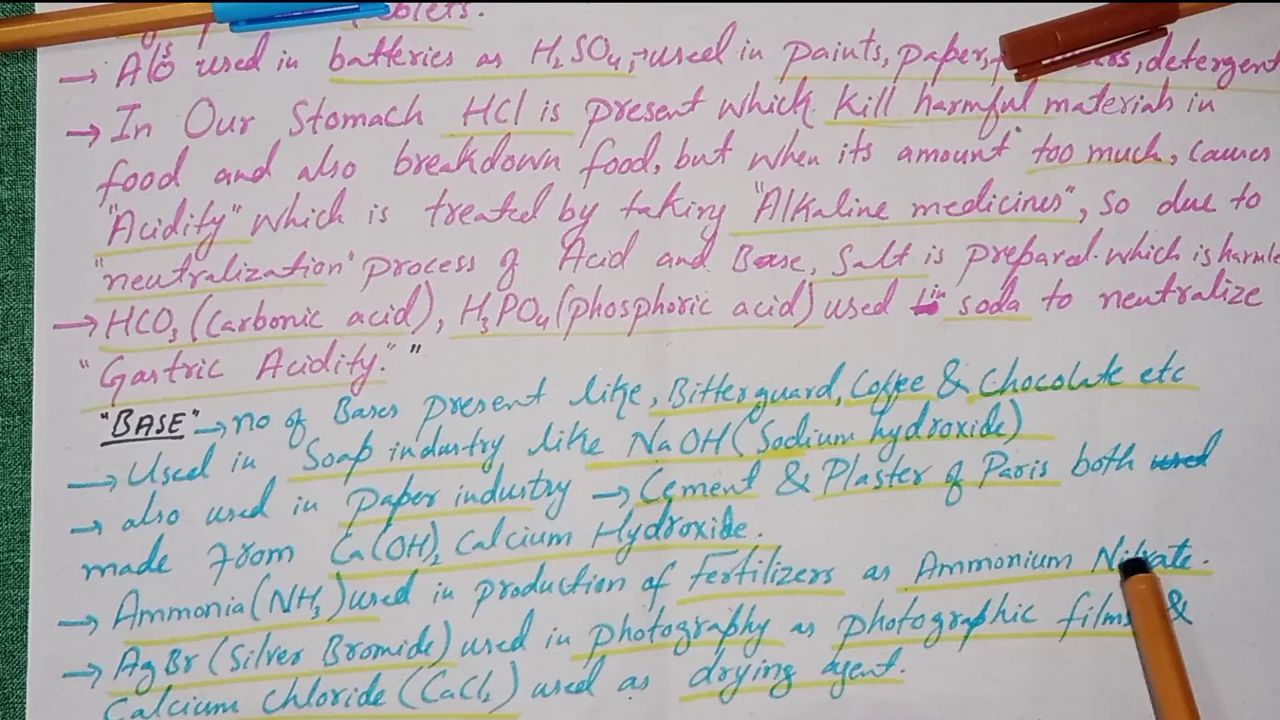 → Also used in batteries as H₂SO₄, → used in paints, paper, detergent
→ In Our Stomach HCl is present which Kill harmful materials in
food and also breakdown food, but when its amount too much, causes
"Acidity" which is treated by taking "Alkaline medicines", so due to
"neutralization" process of Acid and Base, Salt is prepared. which is harmle
→ HCO₃ (Carbonic acid), H₃PO₄ (phosphoric acid) used in soda to neutralize
"Gastric Acidity.""
"BASE" → no of Bases present like, Bitterguard, Coffee & Chocolate etc
→ Used in Soap industry like NaOH (Sodium hydroxide)
→ also used in paper industry → Cement & Plaster of Paris both used
made from Ca(OH)₂ Calcium Hydroxide.
→ Ammonia (NH₃) used in production of Fertilizers as Ammonium Nitrate.
→ AgBr (Silver Bromide) used in photography as photographic films &
Calcium Chloride (CaCl₂) used as drying agent.